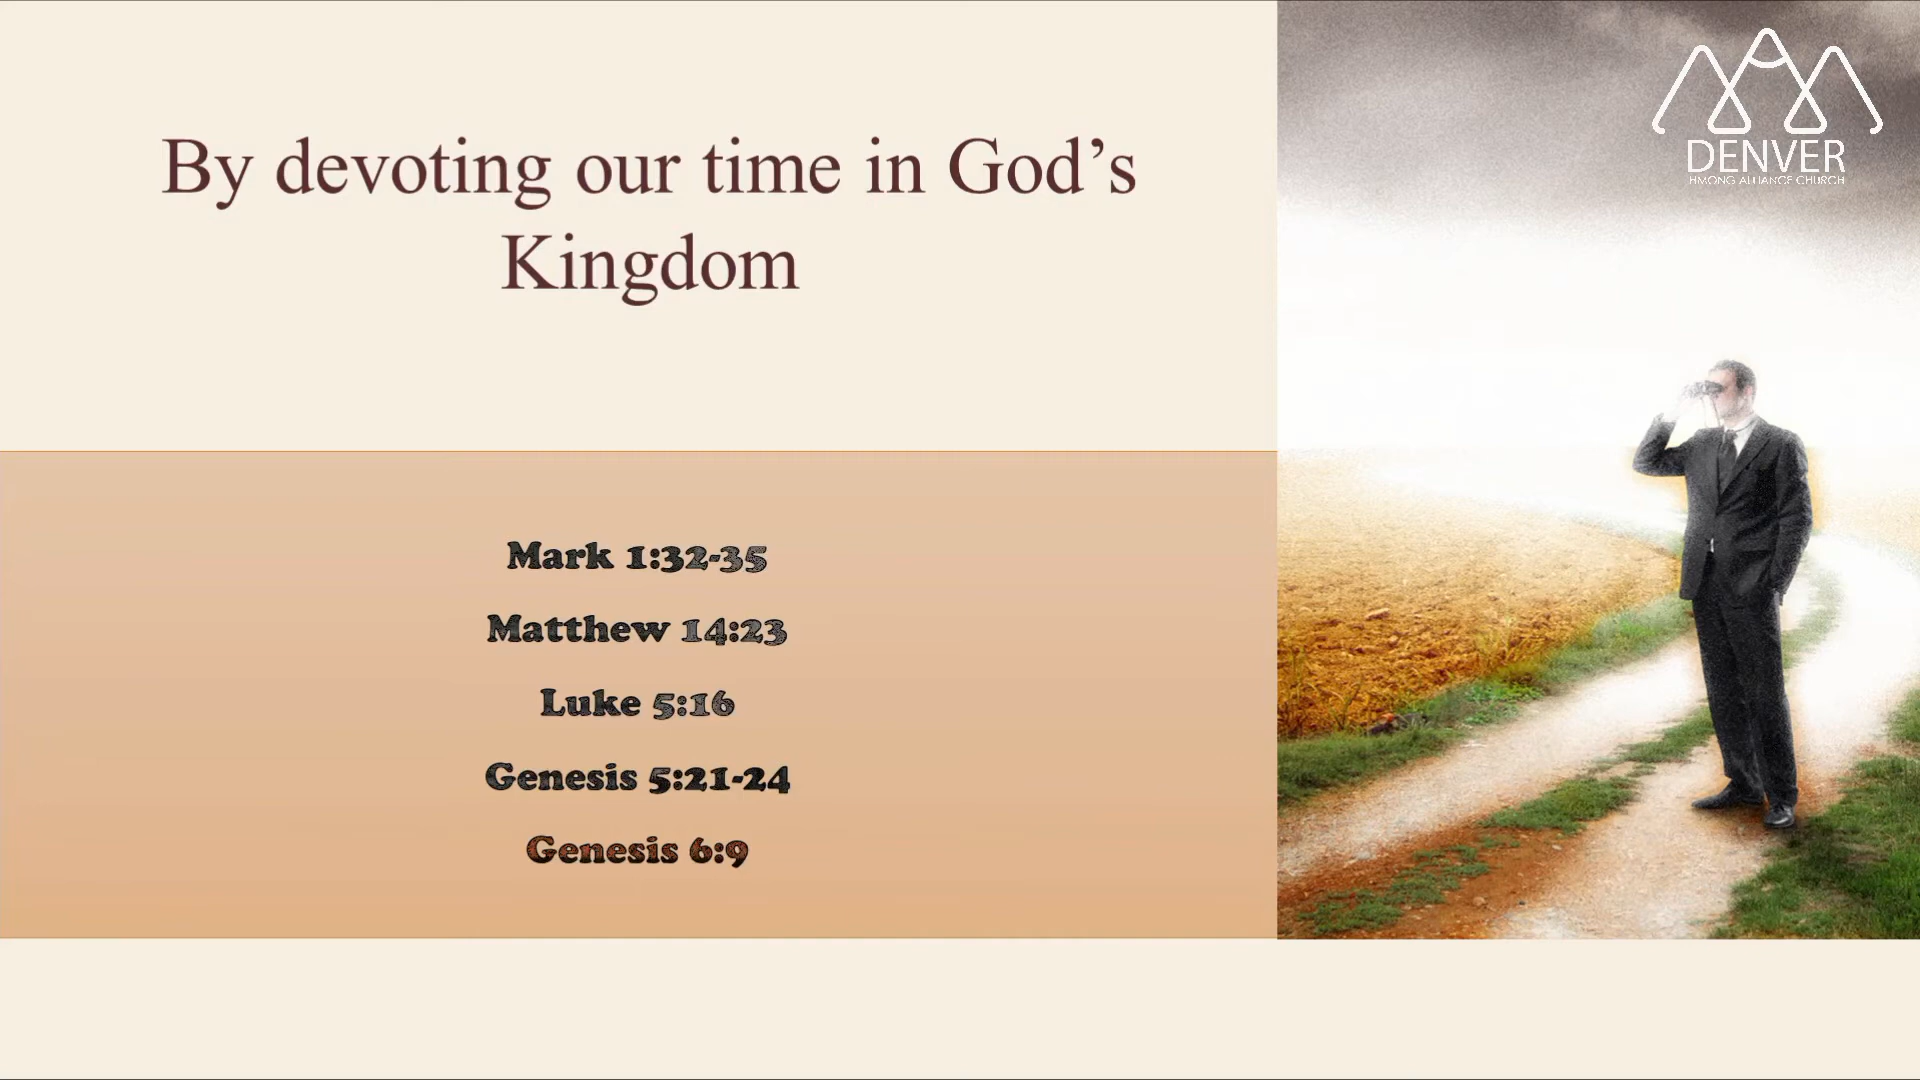 By devoting our time in God’s
Kingdom
Mark 1:32-35
Matthew 14:23
Luke 5:16
Genesis 5:21-24
Genesis 6:9
DENVER
HMONG ALLIANCE CHURCH